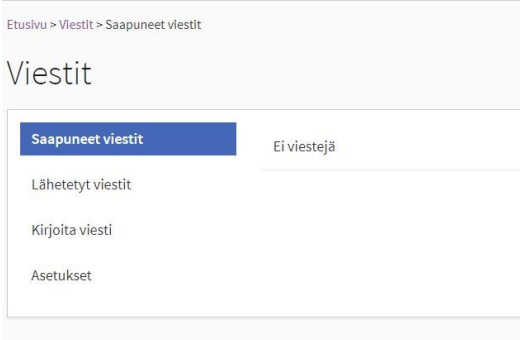 Etusivu > Viestit > Saapuneet viestit
Viestit
Saapuneet viestit
Ei viestejä
Lähetetyt viestit
Kirjoita viesti
Asetukset